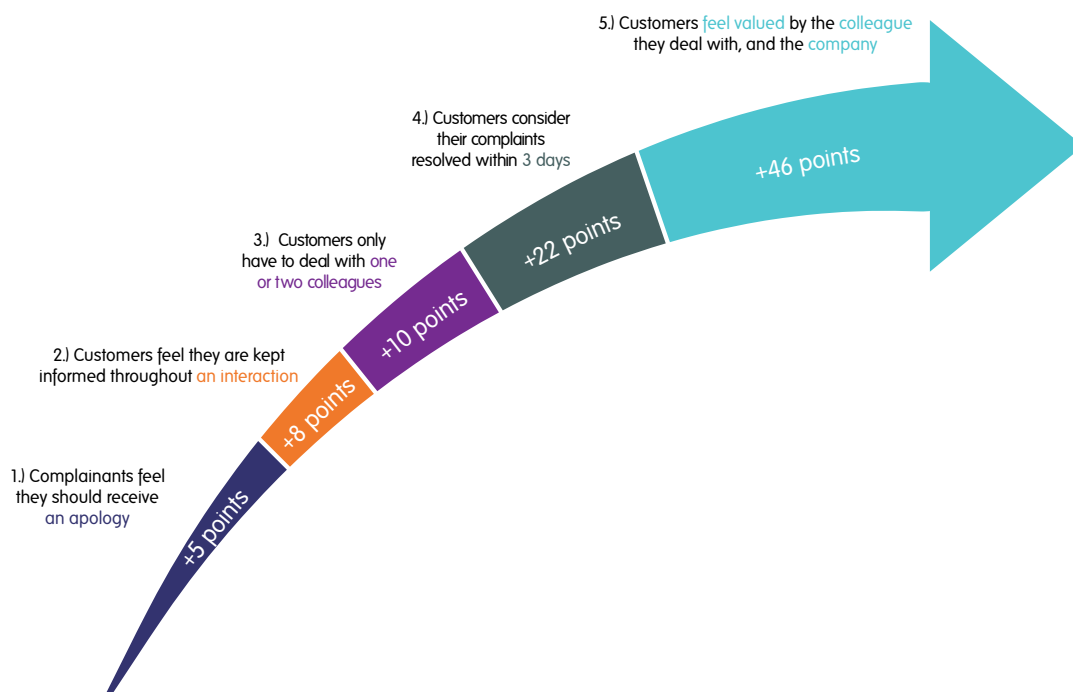 5.) Customers feel valued by the colleague
they deal with, and the company
+46 points
4.) Customers consider
their complaints
resolved within 3 days
+22 points
3.) Customers only
have to deal with one
or two colleagues
+10 points
2.) Customers feel they are kept
informed throughout an interaction
+8 points
1.) Complainants feel
they should receive
an apology
+5 points